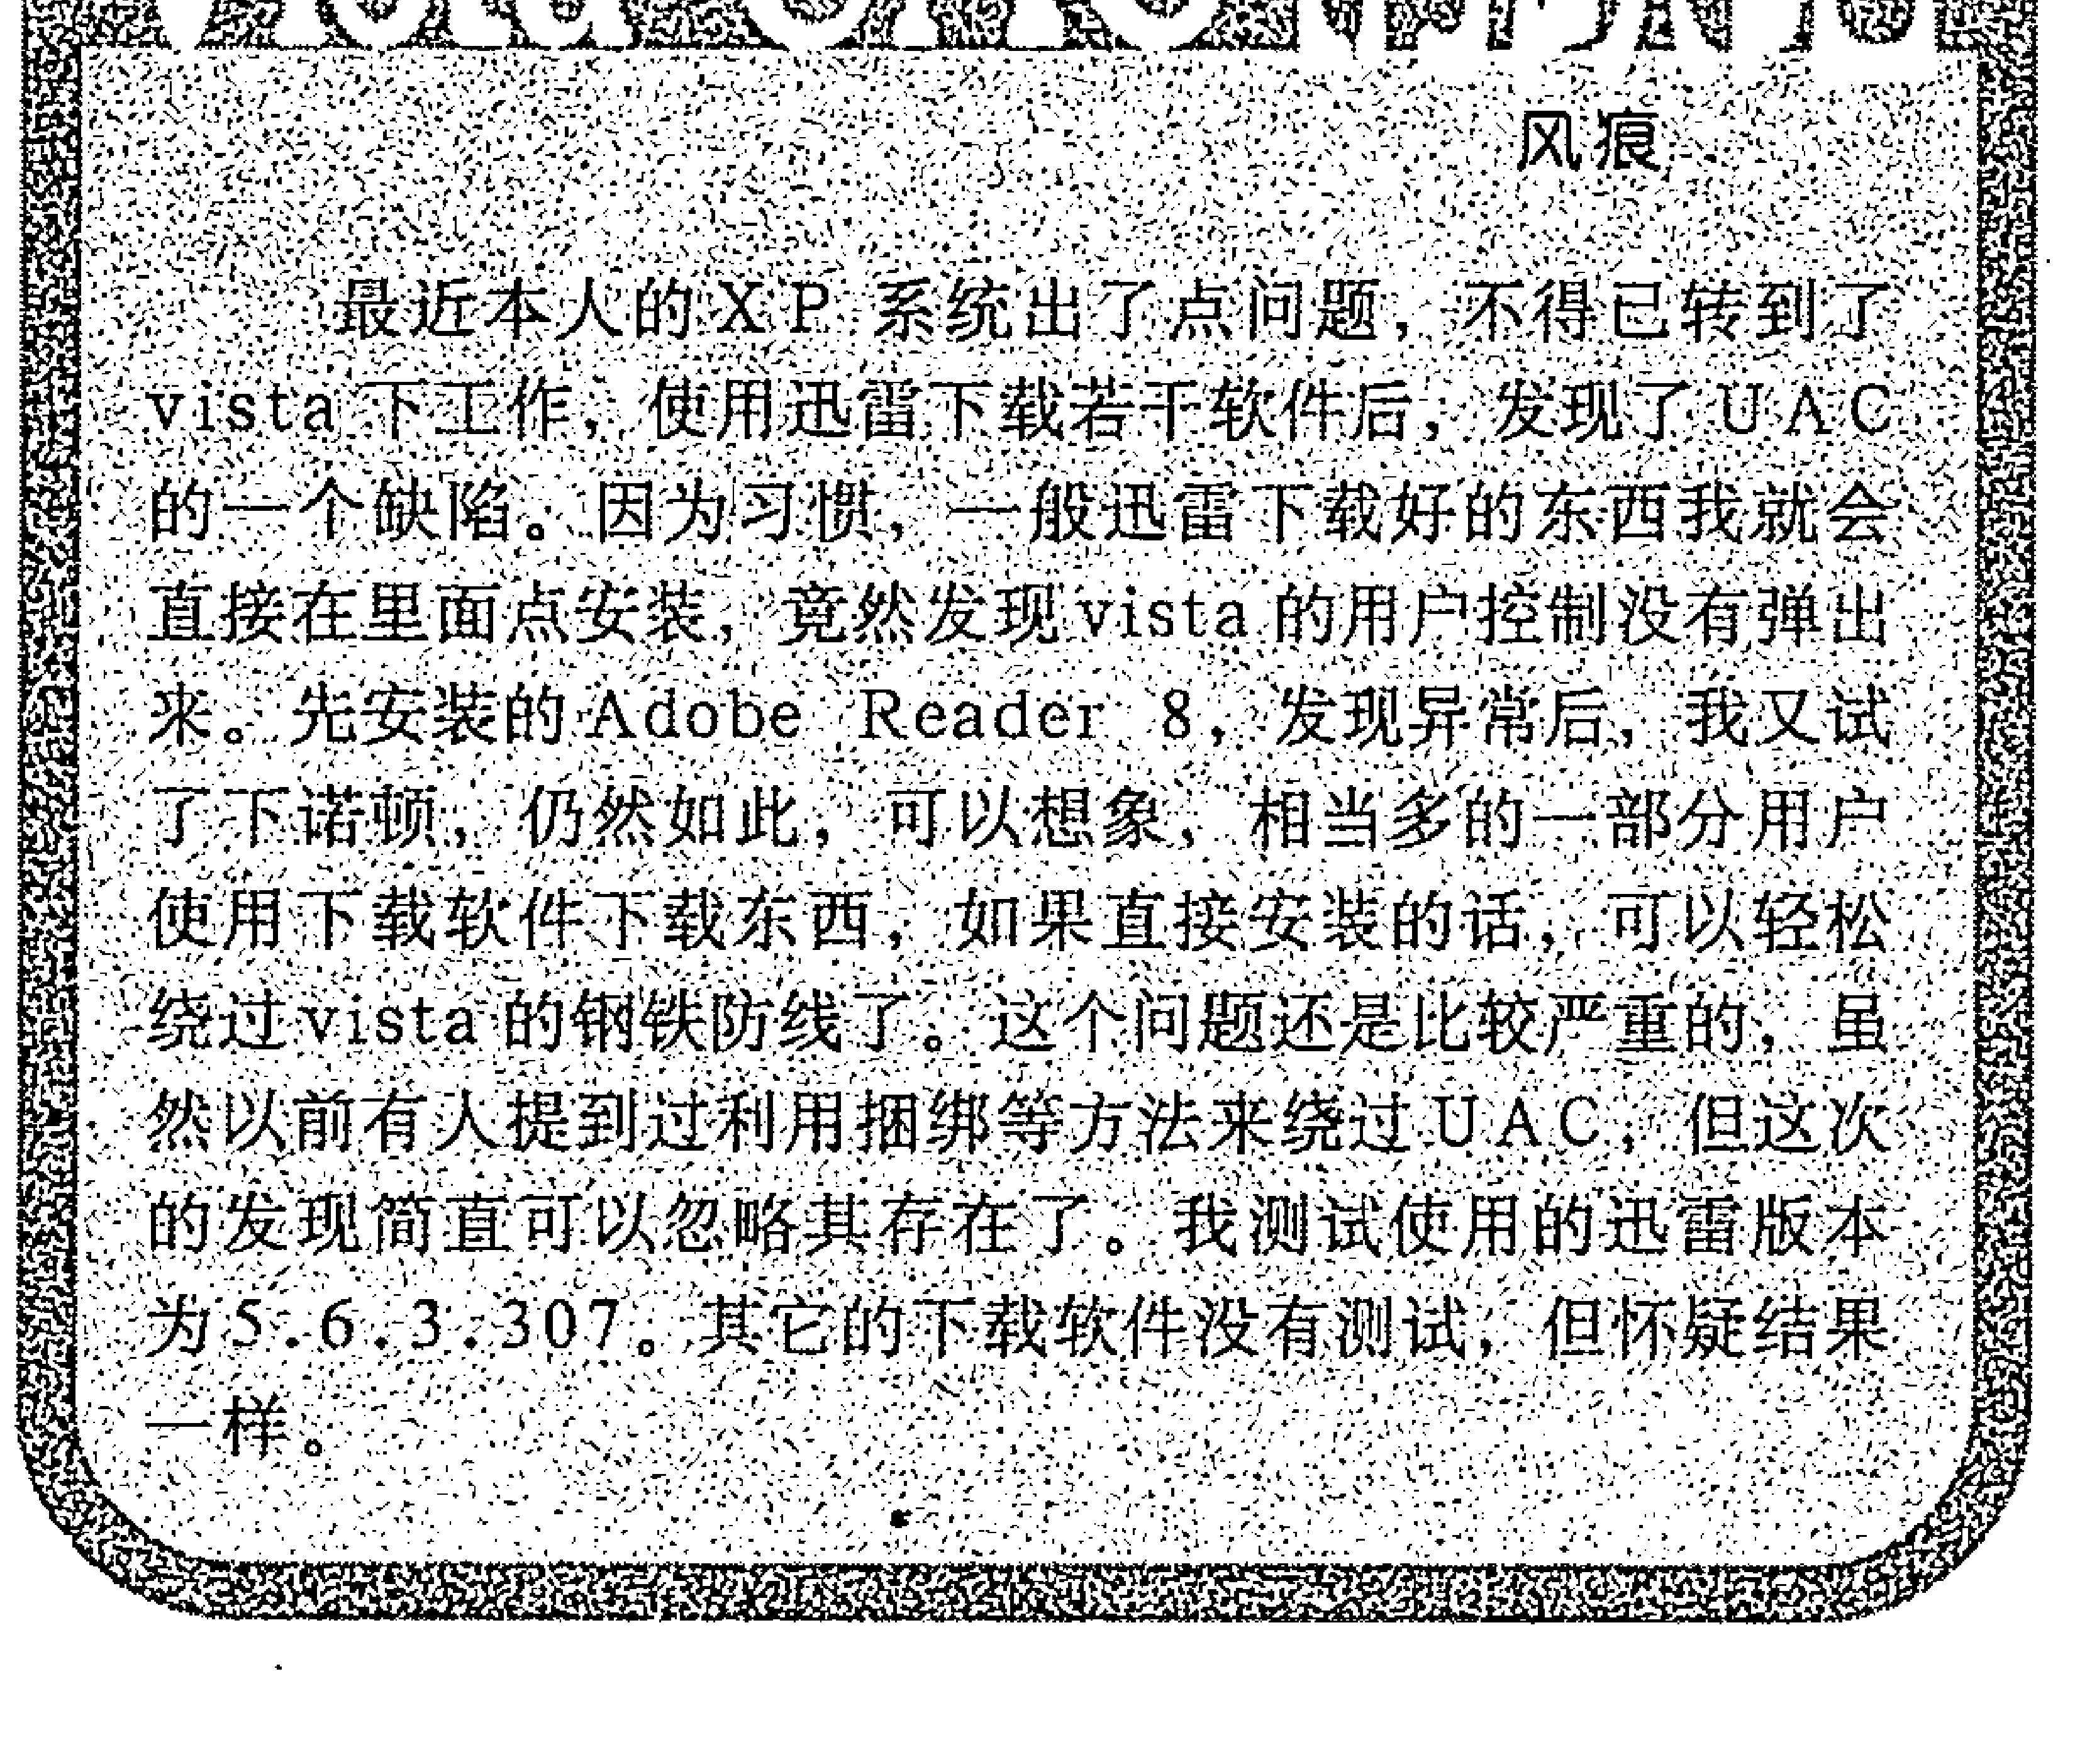 风痕
最近本人的XP 系统出了点问题，不得已转到了
vista下工作，使用迅雷下载若干软件后，发现了UAC
的一个缺陷。因为习惯，一般迅雷下载好的东西我就会
直接在里面点安装，竟然发现vista的用户控制没有弹出
来。先安装的Adobe Reader 8，发现异常后，我又试
了下诺顿，仍然如此，可以想象，相当多的一部分用户
使用下载软件下载东西，如果直接安装的话，可以轻松
绕过vista的钢铁防线了。这个问题还是比较严重的，虽
然以前有人提到过利用捆绑等方法来绕过UAC，但这次
的发现简直可以忽略其存在了。我测试使用的迅雷版本
为5.6.3.307。其它的下载软件没有测试，但怀疑结果
一样。